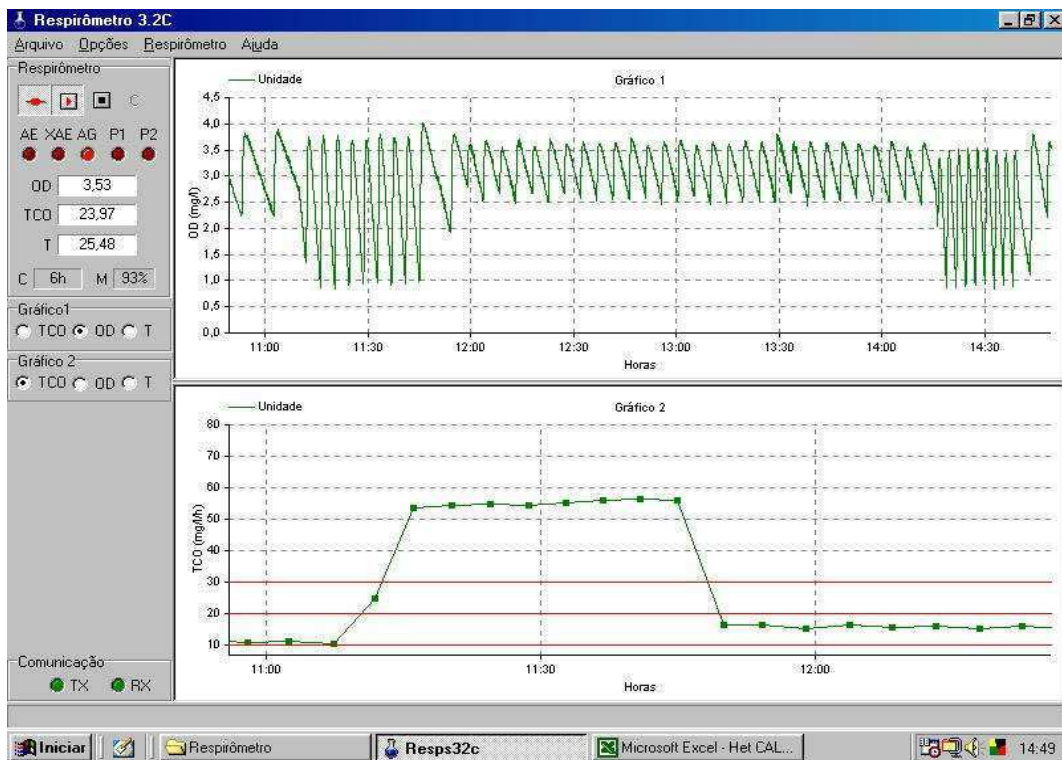 Respirômetro 3.2C
Arquivo Opções Respirômetro Ajuda
Respirômetro
C
AE XAE AG P1 P2
OD 3,53
TCO 23,97
T 25,48
C 6h M 93%
Gráfico1
TCO OD T
Gráfico 2
TCO OD T
Comunicação
TX RX
Unidade
Gráfico 1
4,5
4,0
3,5
3,0
2,5
2,0
1,5
1,0
0,5
0,0
OD (mg/l)
11:00 11:30 12:00 12:30 13:00 13:30 14:00 14:30
Horas
Unidade
Gráfico 2
80
70
60
50
40
30
20
10
TCO (mg/l/h)
11:00 11:30 12:00
Horas
Iniciar
Respirômetro
Resps32c
Microsoft Excel - Het CAL...
14:49